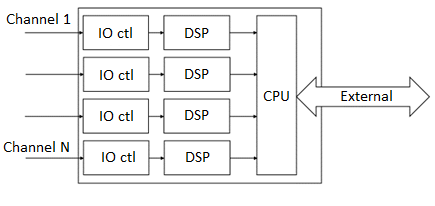 Channel 1
IO ctl
DSP
IO ctl
DSP
IO ctl
DSP
Channel N
IO ctl
DSP
CPU
External